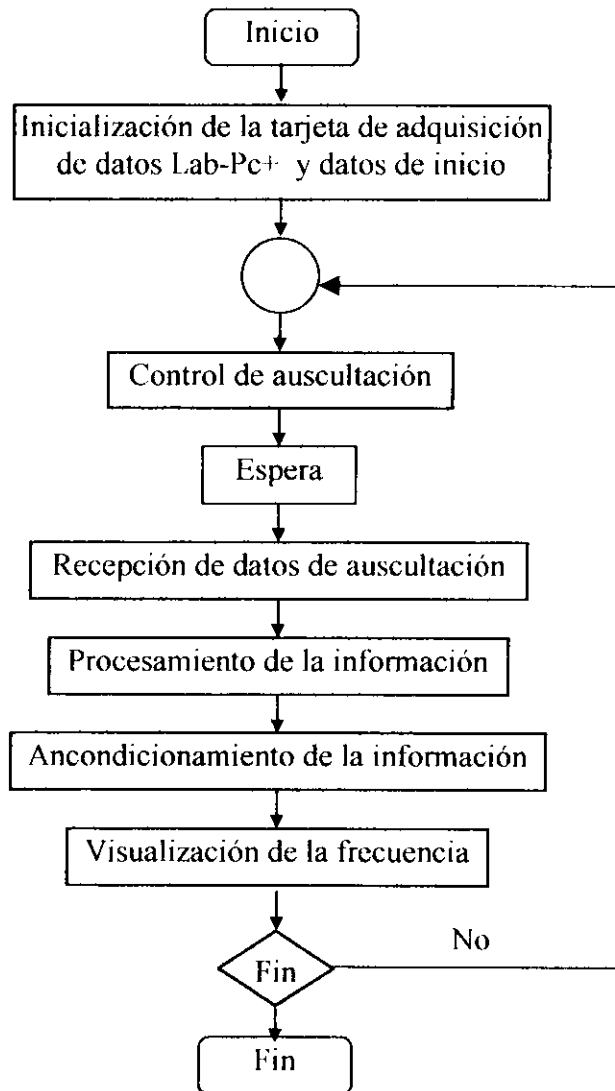 Inicio
Inicialización de la tarjeta de adquisición
de datos Lab-Pc+ y datos de inicio
Control de auscultación
Espera
Recepción de datos de auscultación
Procesamiento de la información
Ancondicionamiento de la información
Visualización de la frecuencia
No
Fin
Fin